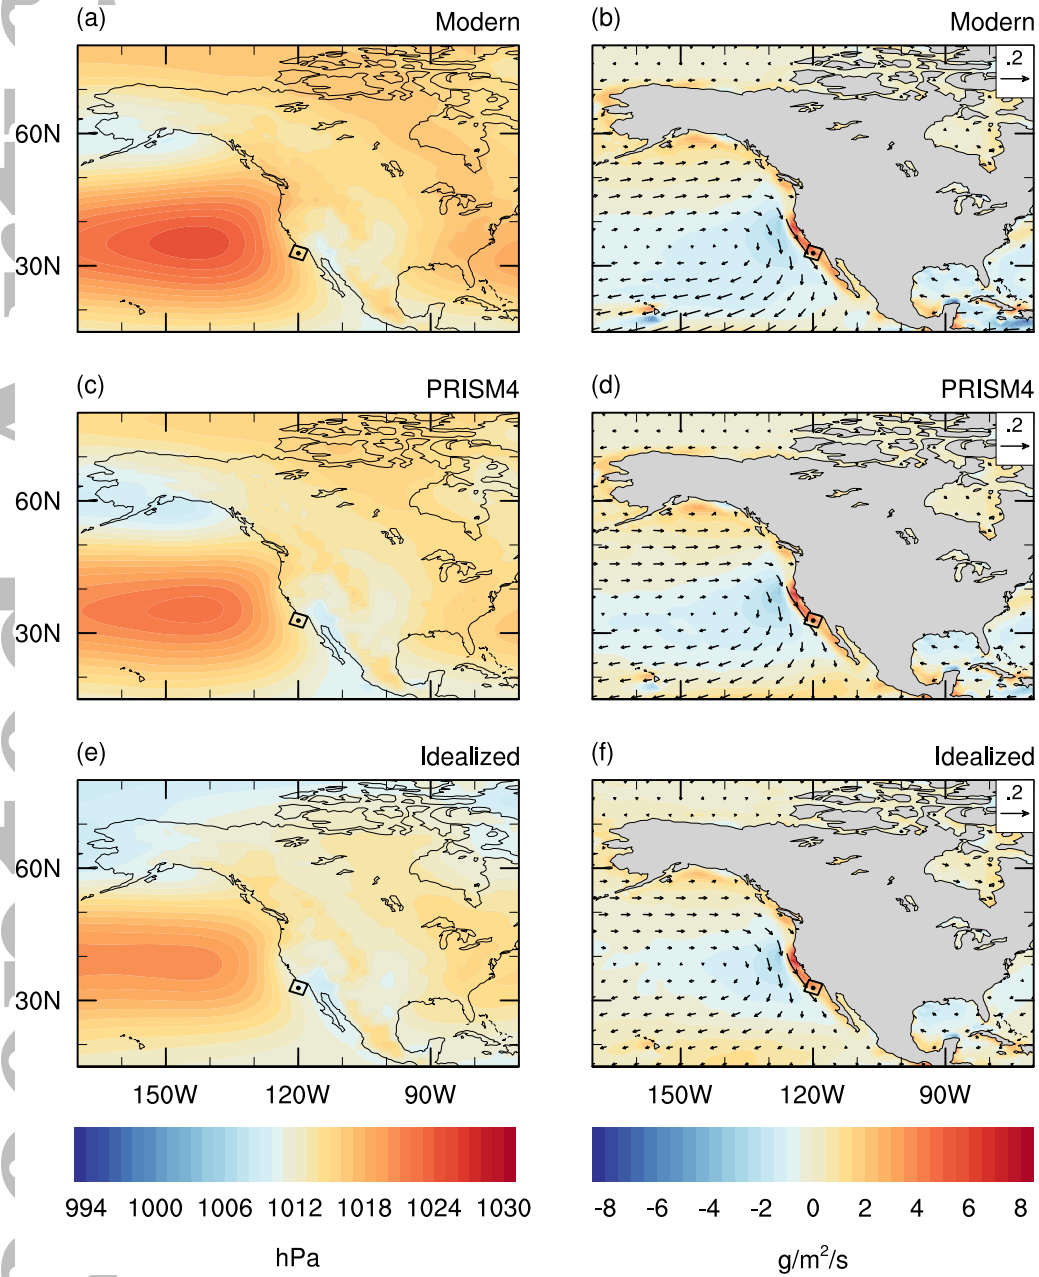 (a) Modern
(b) Modern
.2
60N
30N
(c) PRISM4
(d) PRISM4
.2
60N
30N
(e) Idealized
(f) Idealized
.2
60N
30N
150W 120W 90W
150W 120W 90W
994 1000 1006 1012 1018 1024 1030
-8 -6 -4 -2 0 2 4 6 8
hPa
g/m²/s